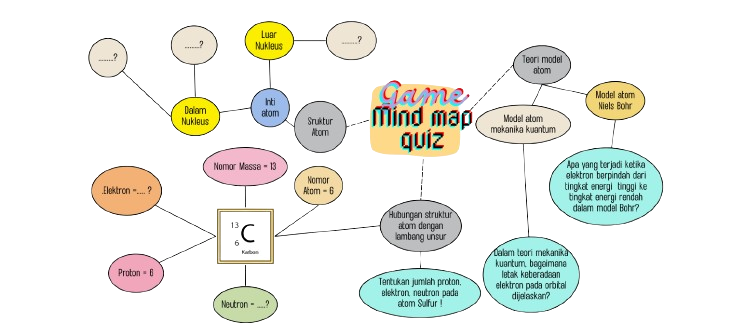 ........?
........?
Luar
Nukleus
........?
Dalam
Nukleus
Inti
atom
Sruktur
Atom
Game
Mind map
quiz
Teori model
atom
Model atom
Niels Bohr
Model atom
mekanika kuantum
Apa yang terjadi ketika
elektron berpindah dari
tingkat energi tinggi ke
tingkat energi rendah
dalam model Bohr?
Dalam teori mekanika
kuantum, bagaimena
letak keberadaan
elektron pada orbital
dijelaskan?
Hubungan struktur
atom dengan
lambang unsur
Tentukan jumlah proton,
elektron, neutron pada
atom Sulfur !
Nomor Massa = 13
Nomor
Atom = 6
.Elektron =..... ?
Proton = 6
13
6
C
Karbon
Neutron = .....?